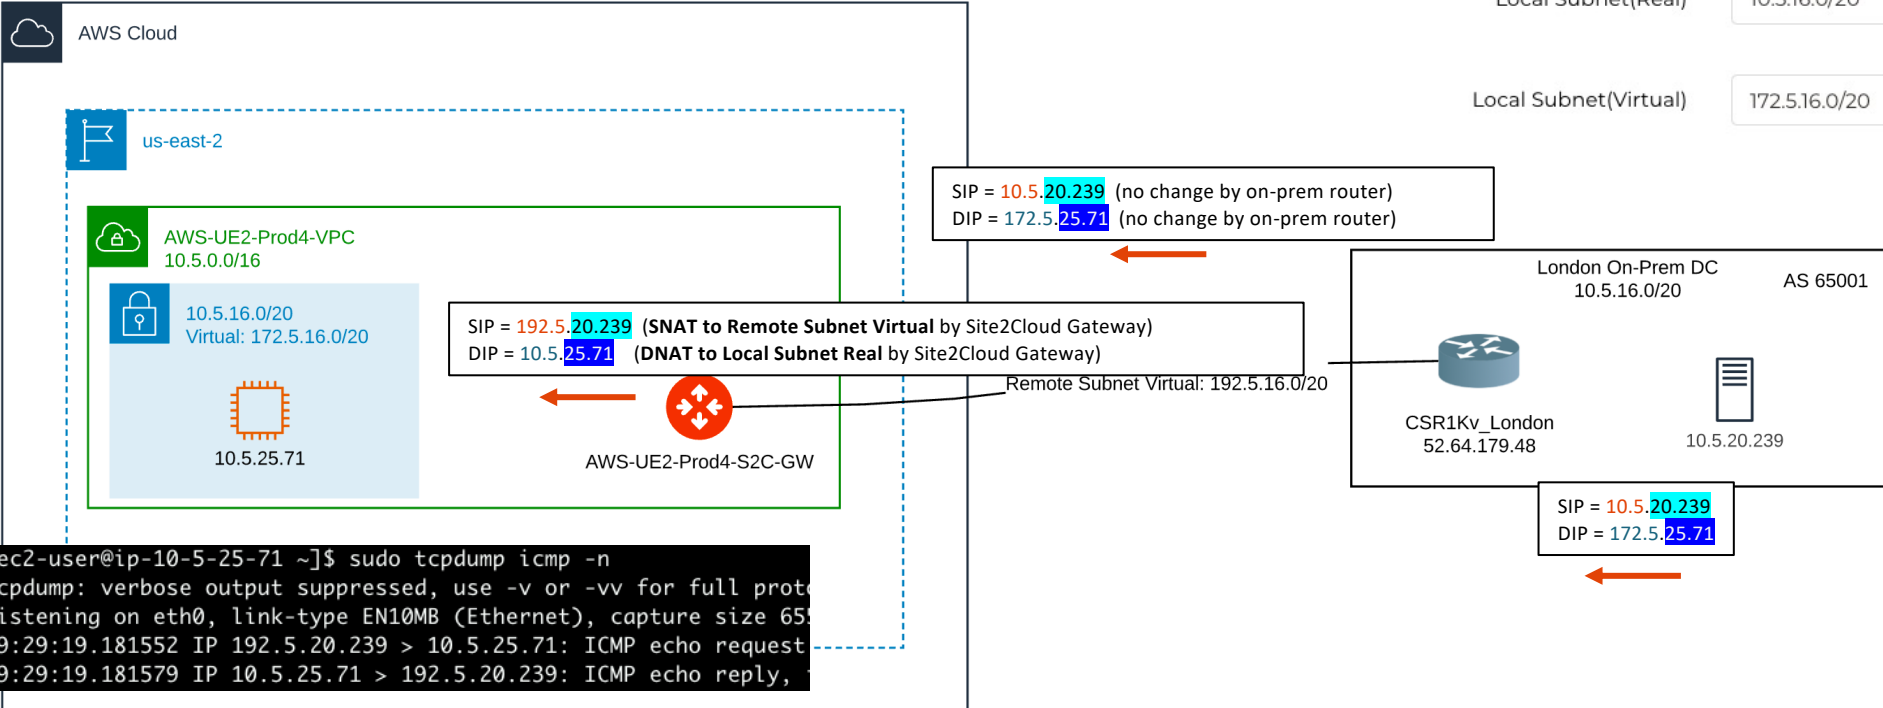 Local Subnet(Real)
10.5.16.0/20
AWS Cloud
Local Subnet(Virtual)
172.5.16.0/20
us-east-2
SIP = 10.5.20.239 (no change by on-prem router)
DIP = 172.5.25.71 (no change by on-prem router)
AWS-UE2-Prod4-VPC
10.5.0.0/16
London On-Prem DC
10.5.16.0/20
AS 65001
10.5.16.0/20
Virtual: 172.5.16.0/20
SIP = 192.5.20.239 (SNAT to Remote Subnet Virtual by Site2Cloud Gateway)
DIP = 10.5.25.71 (DNAT to Local Subnet Real by Site2Cloud Gateway)
Remote Subnet Virtual: 192.5.16.0/20
10.5.25.71
AWS-UE2-Prod4-S2C-GW
CSR1Kv_London
52.64.179.48
10.5.20.239
SIP = 10.5.20.239
DIP = 172.5.25.71
ec2-user@ip-10-5-25-71 ~]$ sudo tcpdump icmp -n
cpdump: verbose output suppressed, use -v or -vv for full proto
istening on eth0, link-type EN10MB (Ethernet), capture size 655
9:29:19.181552 IP 192.5.20.239 > 10.5.25.71: ICMP echo request
9:29:19.181579 IP 10.5.25.71 > 192.5.20.239: ICMP echo reply,